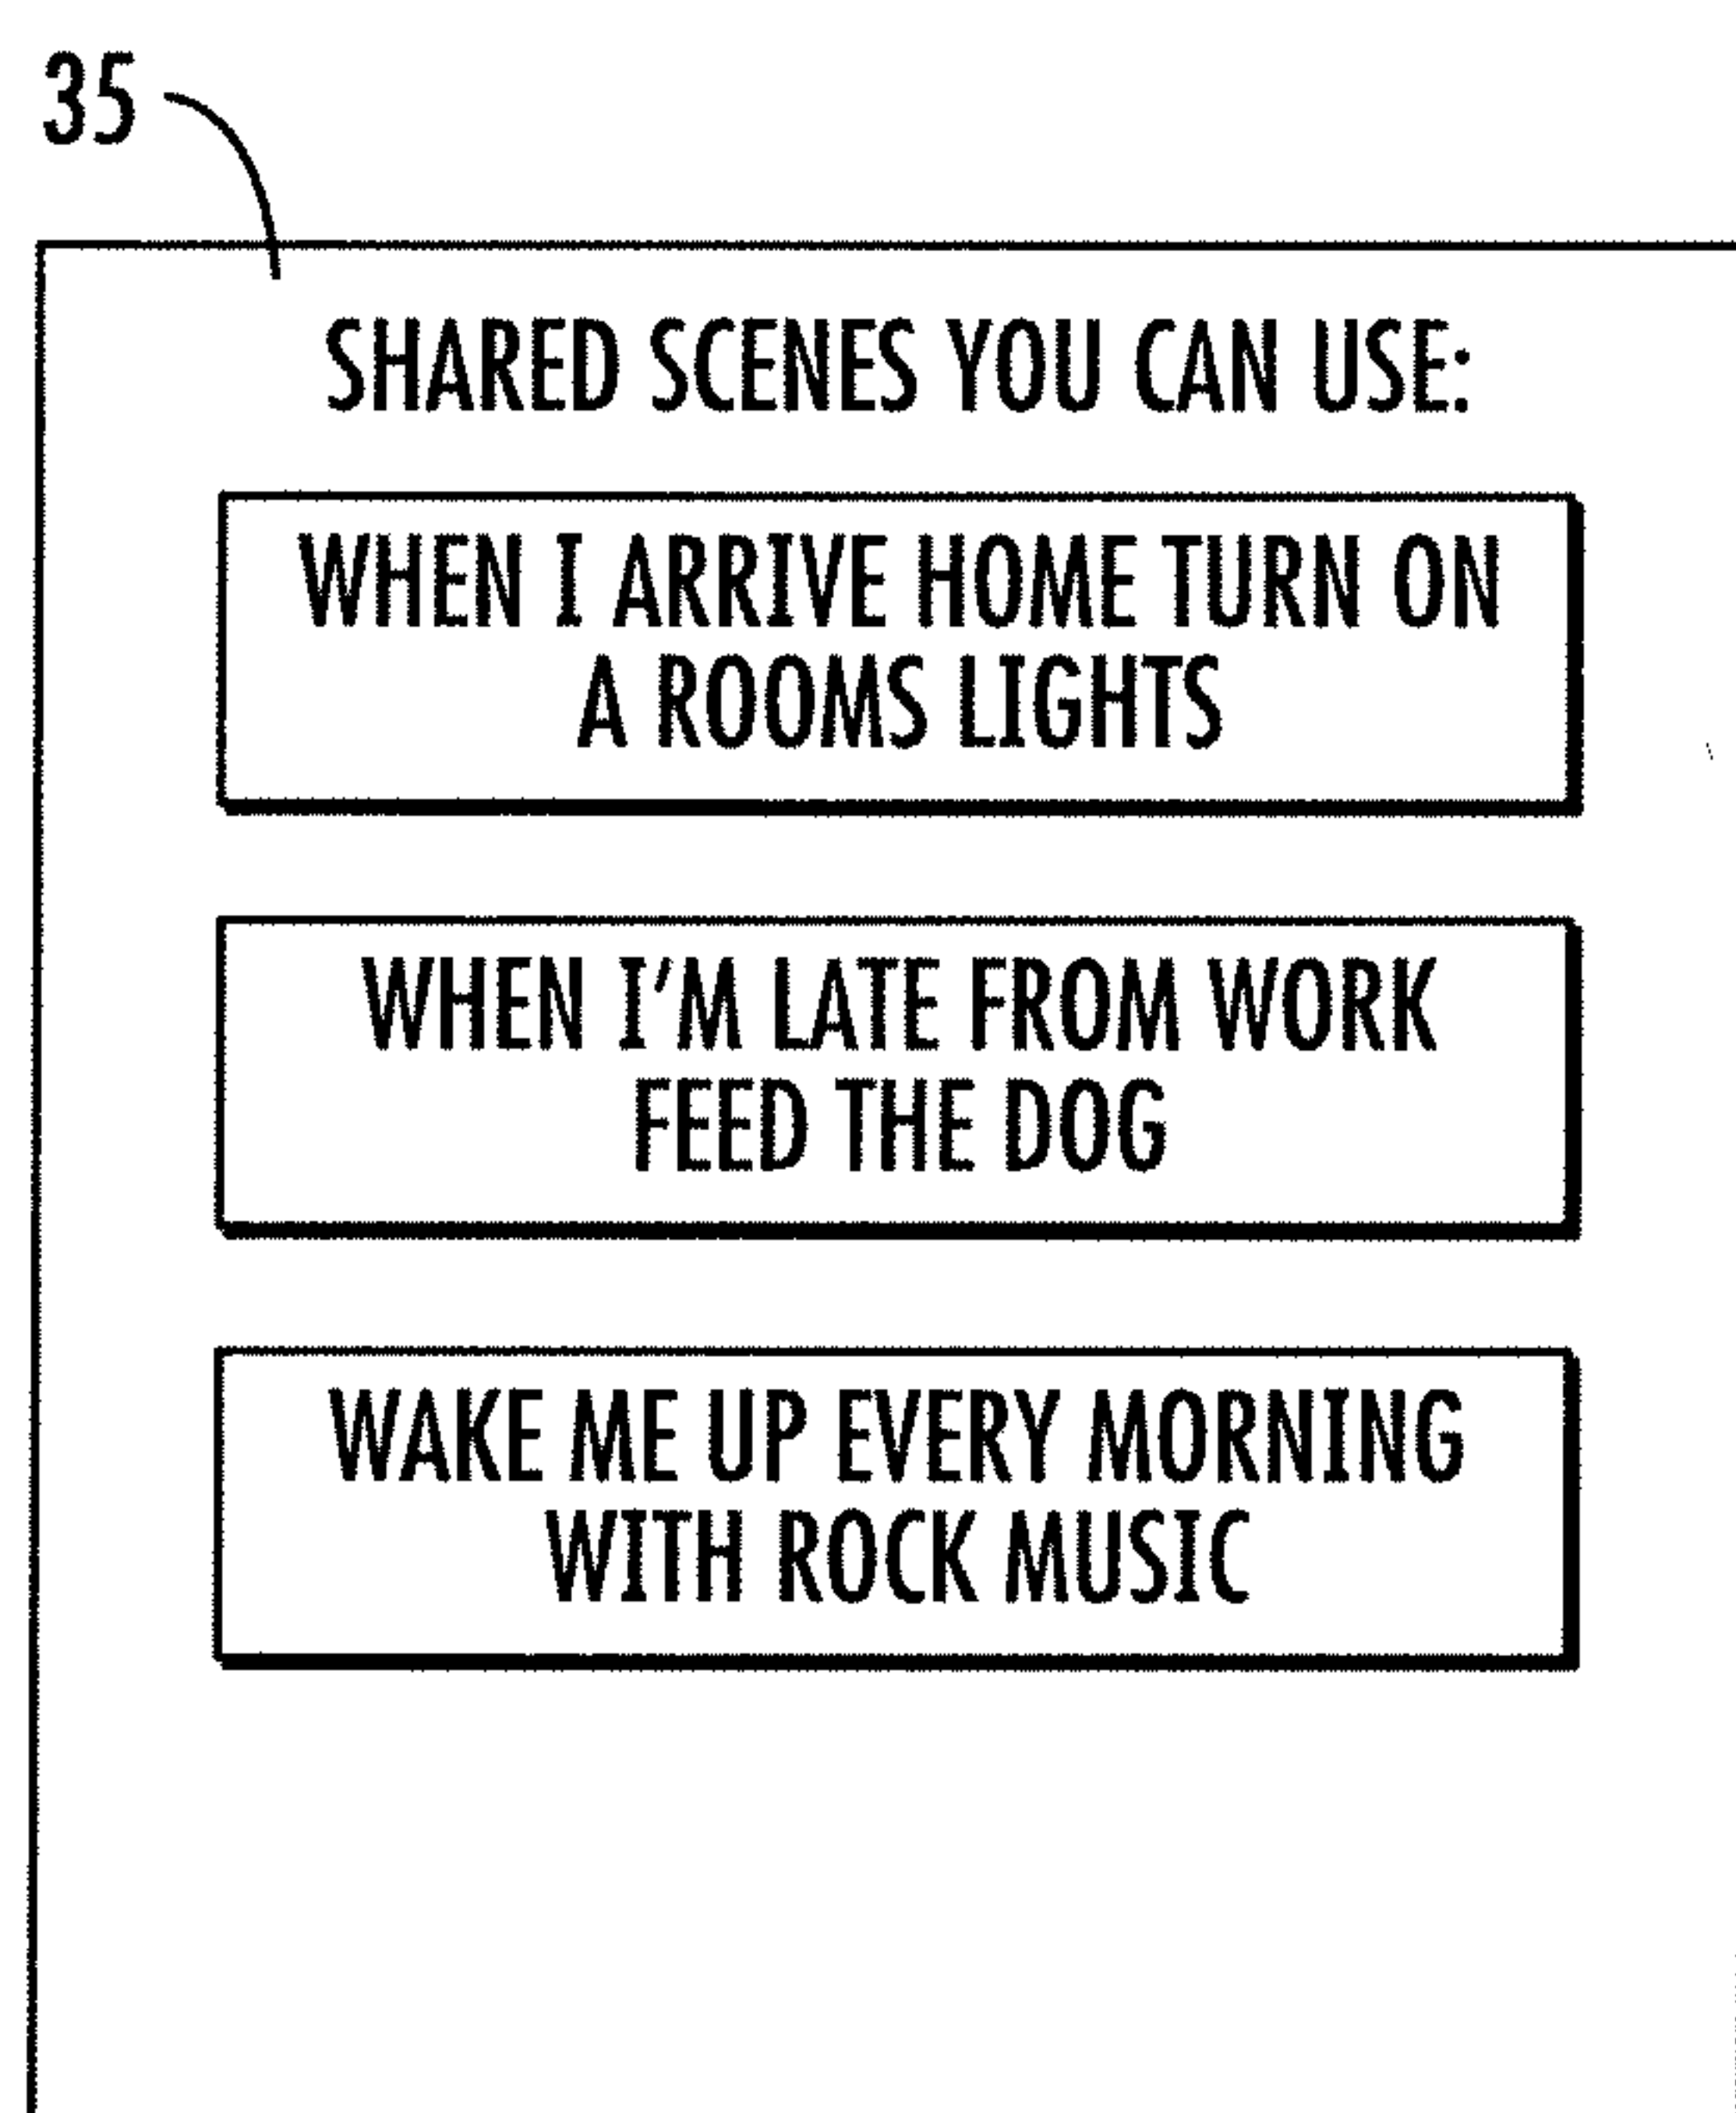 35
SHARED SCENES YOU CAN USE:
WHEN I ARRIVE HOME TURN ON
A ROOMS LIGHTS
WHEN I'M LATE FROM WORK
FEED THE DOG
WAKE ME UP EVERY MORNING
WITH ROCK MUSIC